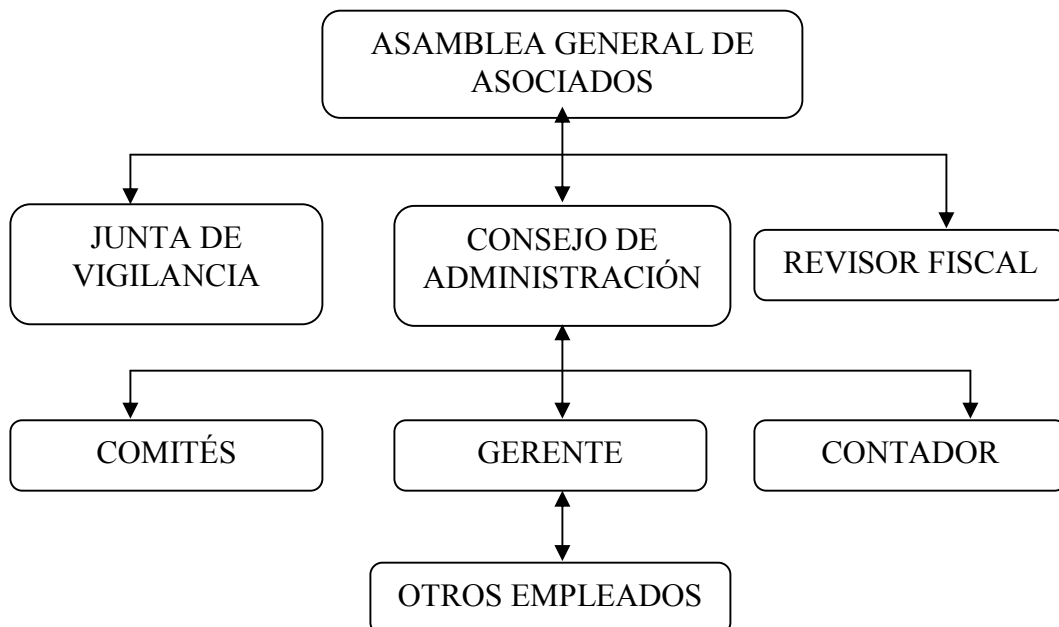 ASAMBLEA GENERAL DE
ASOCIADOS
JUNTA DE
VIGILANCIA
CONSEJO DE
ADMINISTRACIÓN
REVISOR FISCAL
COMITÉS
GERENTE
CONTADOR
OTROS EMPLEADOS